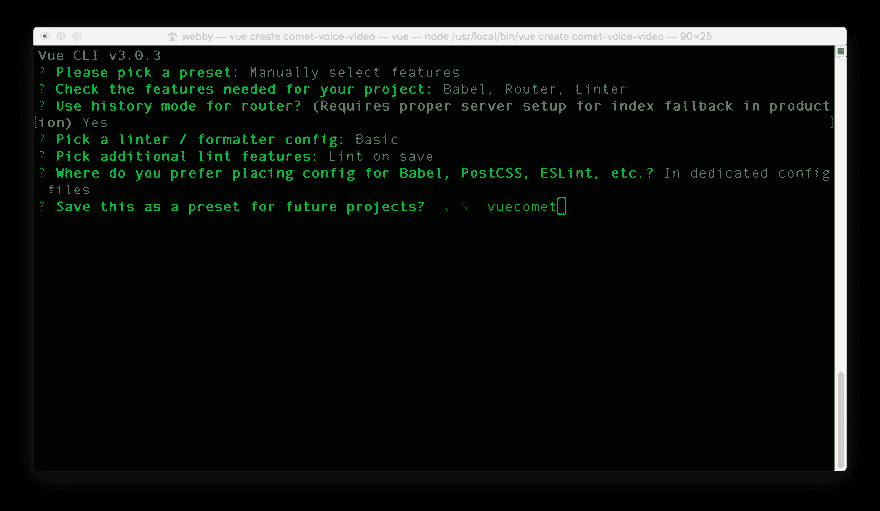 webby — vue create comet-voice-video — vue — node /usr/local/bin/vue create comet-voice-video — 90×25
Vue CLI v3.0.3
? Please pick a preset: Manually select features
? Check the features needed for your project: Babel, Router, Linter
? Use history mode for router? (Requires proper server setup for index fallback in product
ion) Yes
? Pick a linter / formatter config: Basic
? Pick additional lint features: Lint on save
? Where do you prefer placing config for Babel, PostCSS, ESLint, etc.? In dedicated config
files
? Save this as a preset for future projects? vuecomet